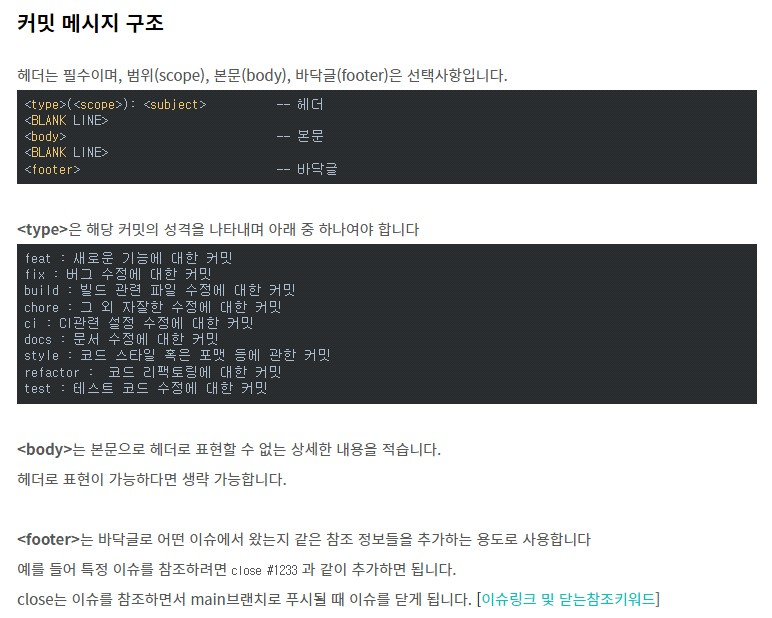 커밋 메시지 구조
헤더는 필수이며, 범위(scope), 본문(body), 바닥글(footer)은 선택사항입니다.
<type>(<scope>): <subject> -- 헤더
<BLANK LINE>
<body> -- 본문
<BLANK LINE>
<footer> -- 바닥글
<type>은 해당 커밋의 성격을 나타내며 아래 중 하나여야 합니다
feat : 새로운 기능에 대한 커밋
fix : 버그 수정에 대한 커밋
build : 빌드 관련 파일 수정에 대한 커밋
chore : 그 외 자잘한 수정에 대한 커밋
ci : CI관련 설정 수정에 대한 커밋
docs : 문서 수정에 대한 커밋
style : 코드 스타일 혹은 포맷 등에 관한 커밋
refactor :  코드 리팩토링에 대한 커밋
test : 테스트 코드 수정에 대한 커밋
<body>는 본문으로 헤더로 표현할 수 없는 상세한 내용을 적습니다.
헤더로 표현이 가능하다면 생략 가능합니다.
<footer>는 바닥글로 어떤 이슈에서 왔는지 같은 참조 정보들을 추가하는 용도로 사용합니다
예를 들어 특정 이슈를 참조하려면 close #1233 과 같이 추가하면 됩니다.
close는 이슈를 참조하면서 main브랜치로 푸시될 때 이슈를 닫게 됩니다. [이슈링크 및 닫는참조키워드]